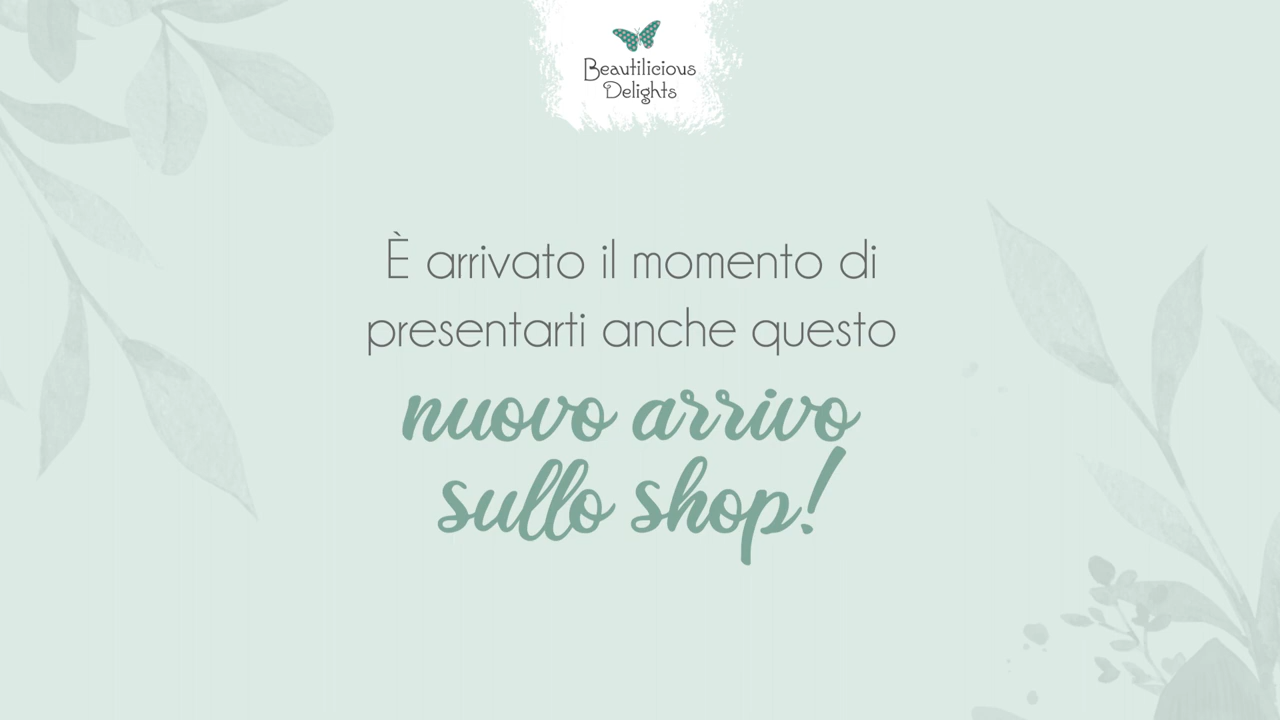 Beautilicious
Delights
È arrivato il momento di
presentarti anche questo
nuovo arrivo
sullo shop!